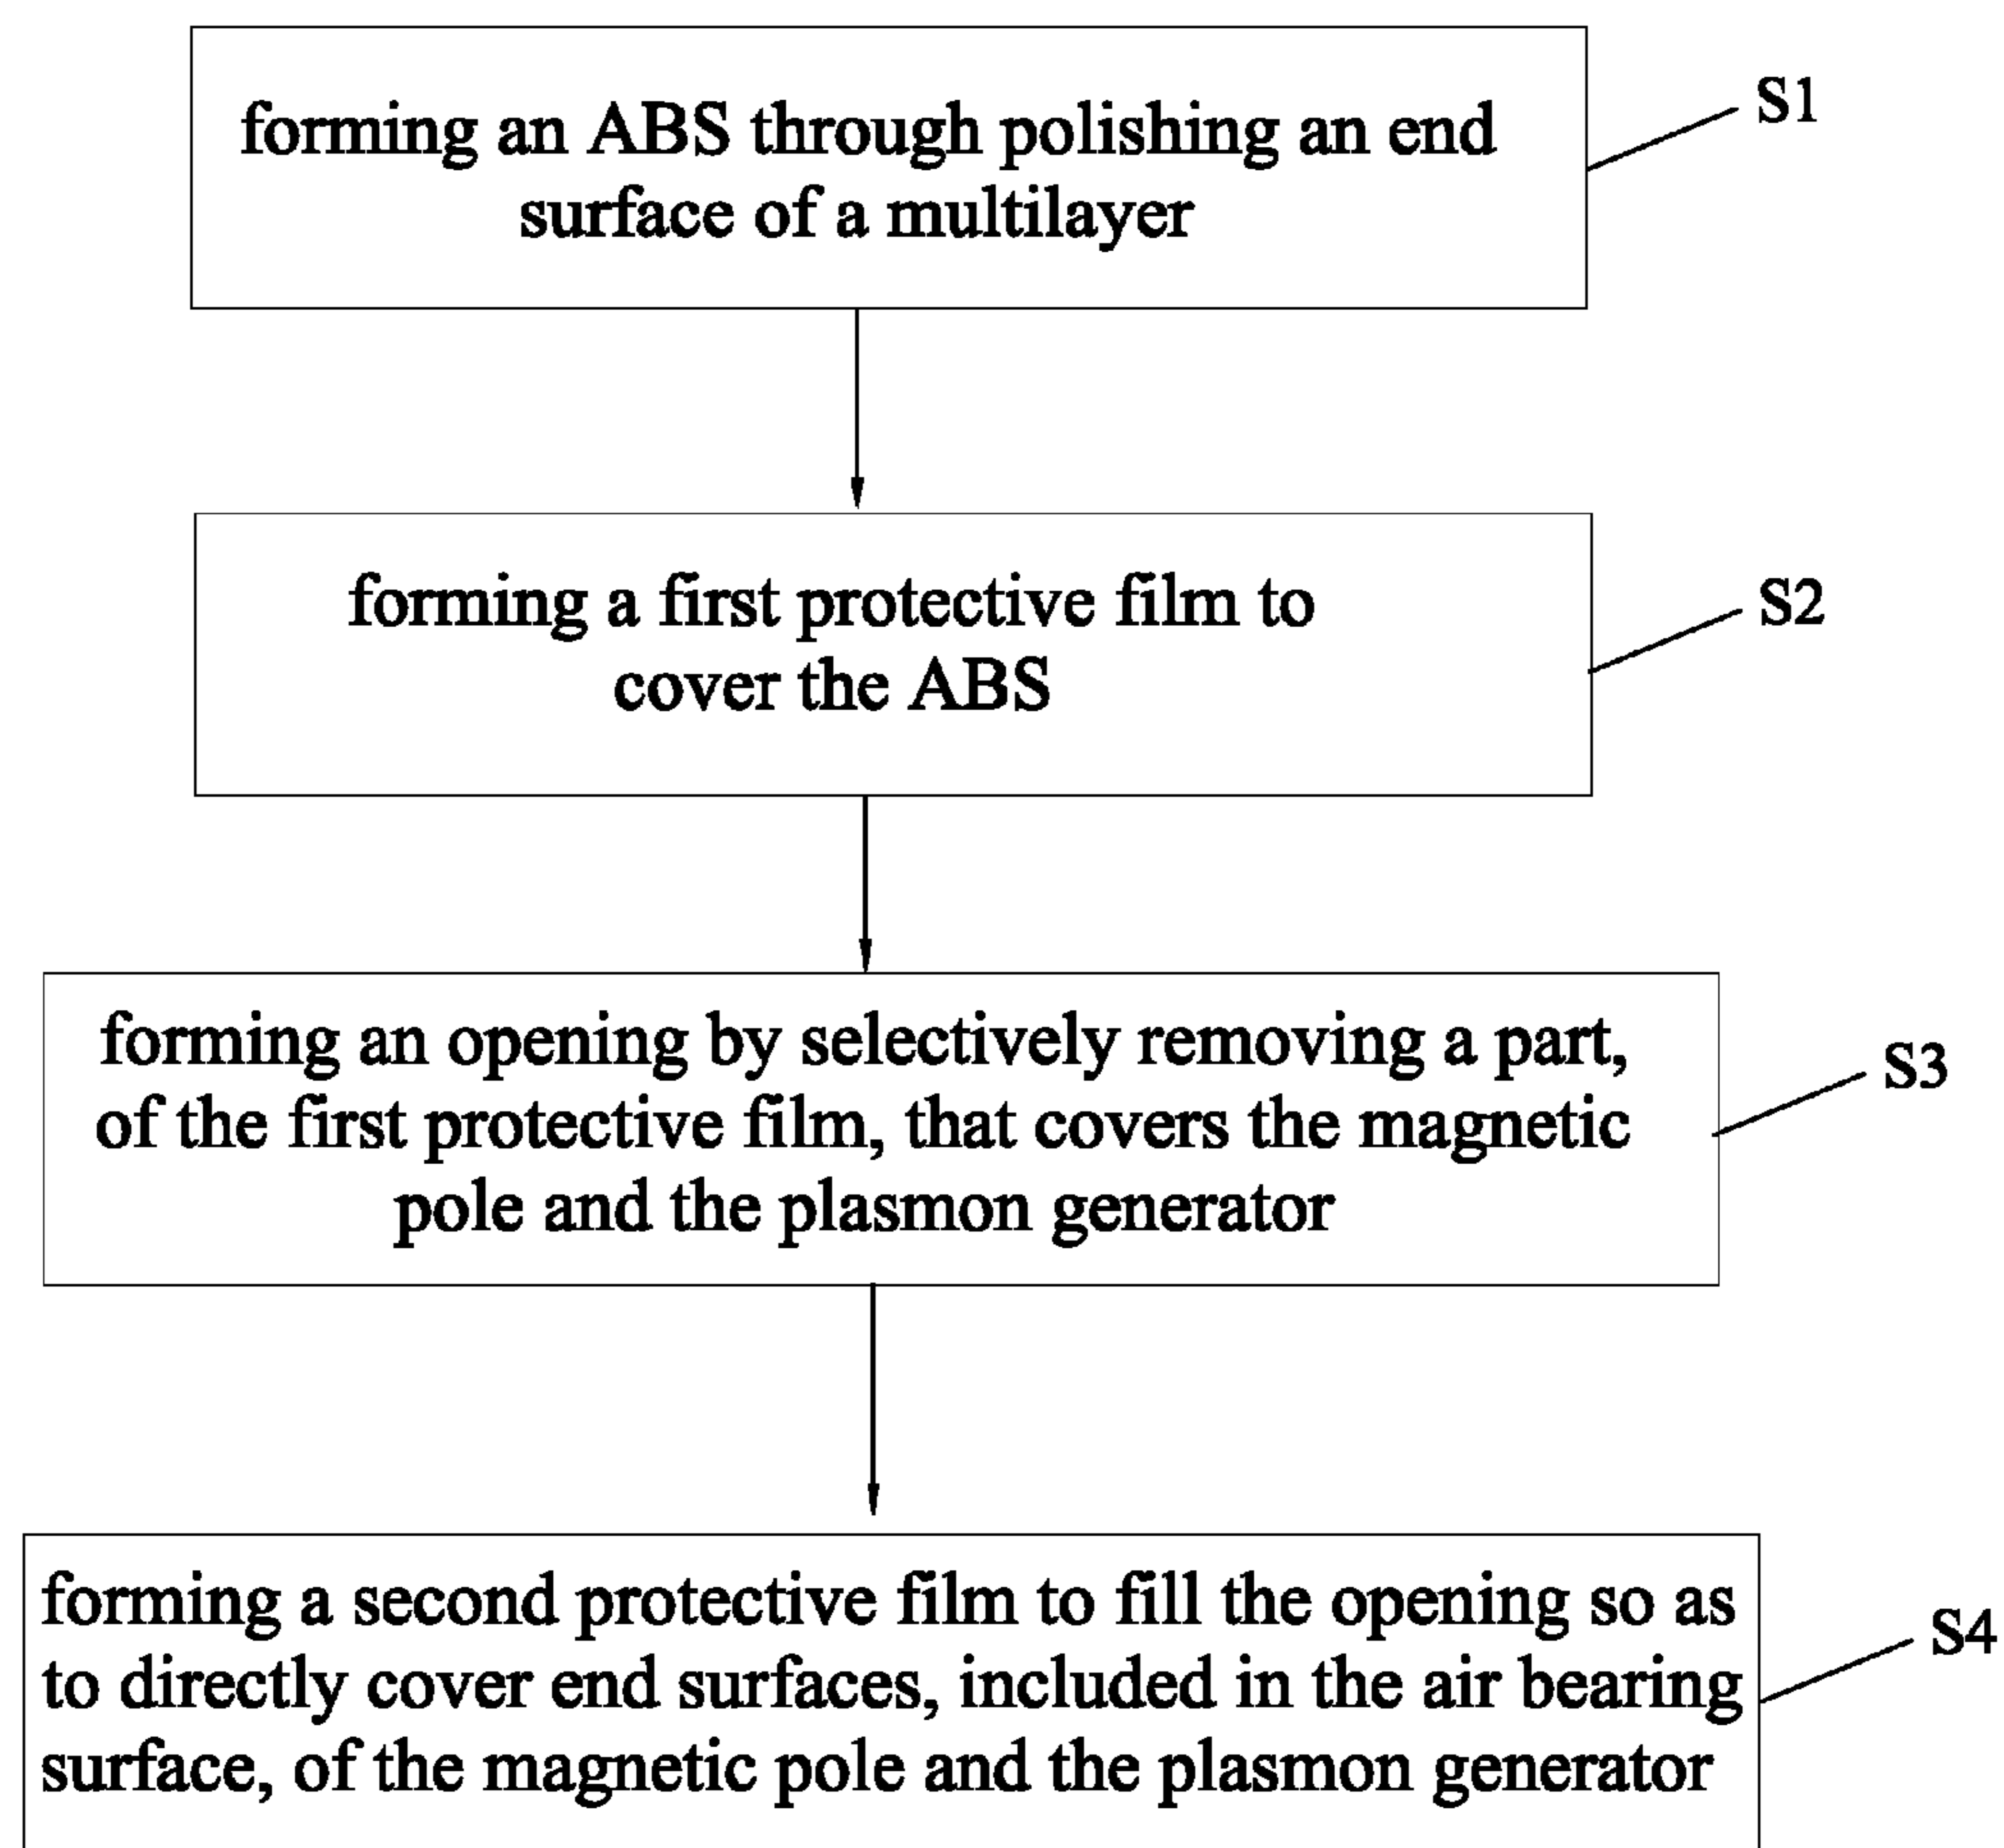 forming an ABS through polishing an end
surface of a multilayer
S1
forming a first protective film to
cover the ABS
S2
forming an opening by selectively removing a part,
of the first protective film, that covers the magnetic
pole and the plasmon generator
S3
forming a second protective film to fill the opening so as
to directly cover end surfaces, included in the air bearing
surface, of the magnetic pole and the plasmon generator
S4